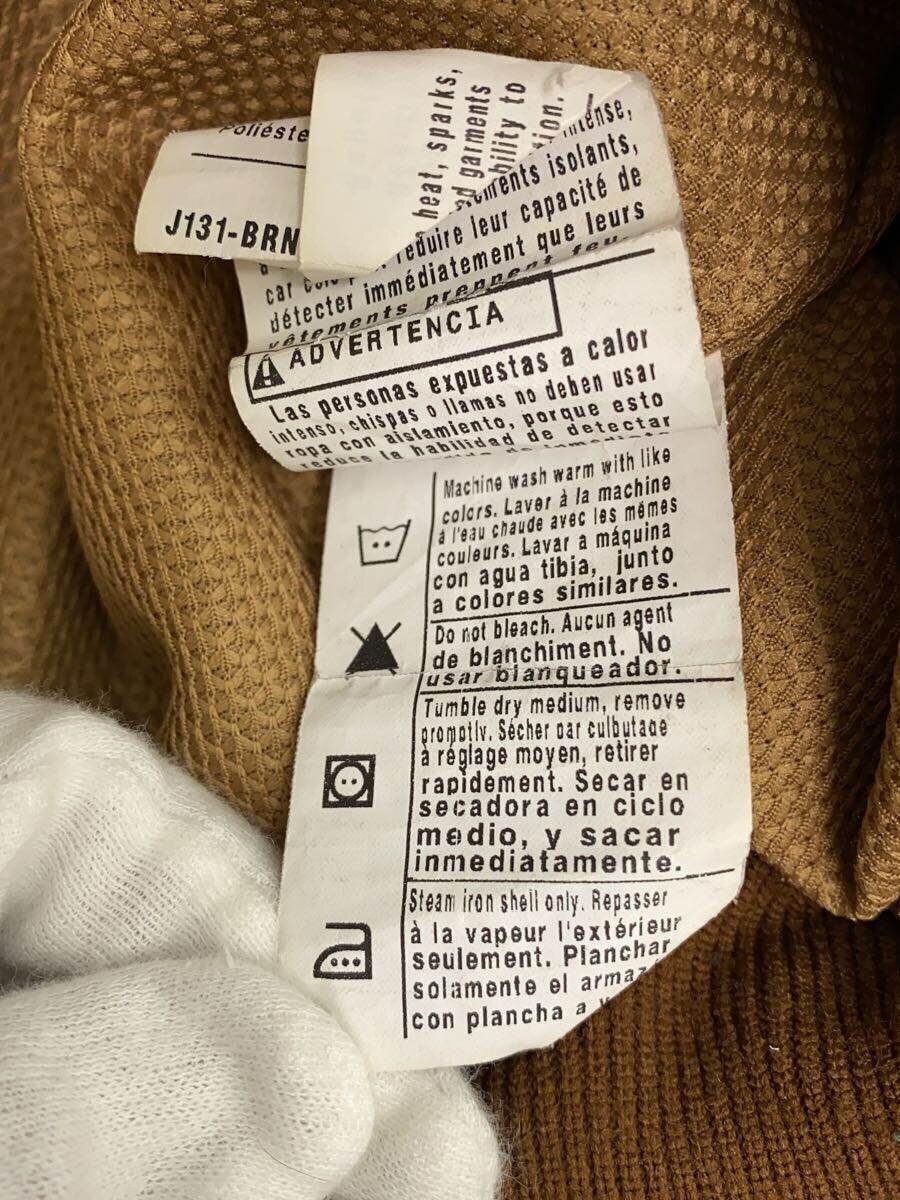 Poliéste
J131-BRN
heat, sparks,
garments
bility to
intense,
isolants,
réduire leur capacité de
détecter immédiatement que leurs
vêtements prennent feu
ADVERTENCIA
Las personas expuestas a calor
intenso, chispas o llamas no deben usar
ropa con aislamiento, porque esto
reduce la habilidad de detectar
Machine wash warm with like
colors. Laver à la machine
à l'eau chaude avec les mêmes
couleurs. Lavar a máquina
con agua tibia, junto
a colores similares.
Do not bleach. Aucun agent
de blanchiment. No
usar blanqueador.
Tumble dry medium, remove
promptly. Sécher par culbutage
à réglage moyen, retirer
rapidement. Secar en
secadora en ciclo
medio, y sacar
inmediatamente.
Steam iron shell only. Repasser
à la vapeur l'extérieur
seulement. Planchar
solamente el armaz
con plancha a v